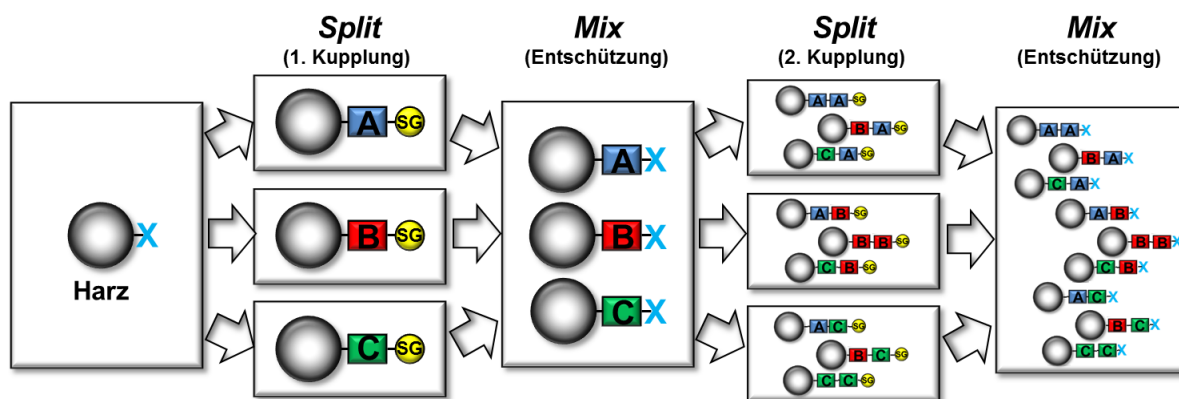 Split
(1. Kupplung)
Mix
(Entschützung)
Split
(2. Kupplung)
Mix
(Entschützung)
X
Harz
A SG
B SG
C SG
A X
B X
C X
A A SG
B A SG
C A SG
A B SG
B B SG
C B SG
A C SG
B C SG
C C SG
A A X
B A X
C A X
A B X
B B X
C B X
A C X
B C X
C C X